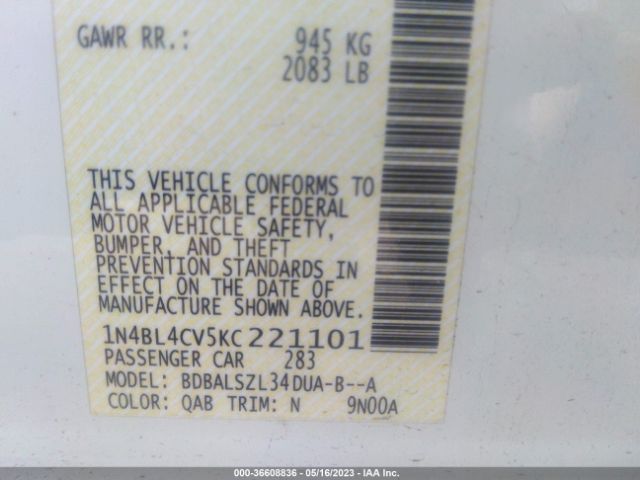 GAWR RR.: 945 KG
2083 LB
THIS VEHICLE CONFORMS TO
ALL APPLICABLE FEDERAL
MOTOR VEHICLE SAFETY,
BUMPER, AND THEFT
PREVENTION STANDARDS IN
EFFECT ON THE DATE OF
MANUFACTURE SHOWN ABOVE.
1N4BL4CV5KC221101
PASSENGER CAR 283
MODEL: BDBALSZL34DUA-B--A
COLOR: QAB TRIM: N 9N00A
000-36608836 - 05/16/2023 - IAA Inc.